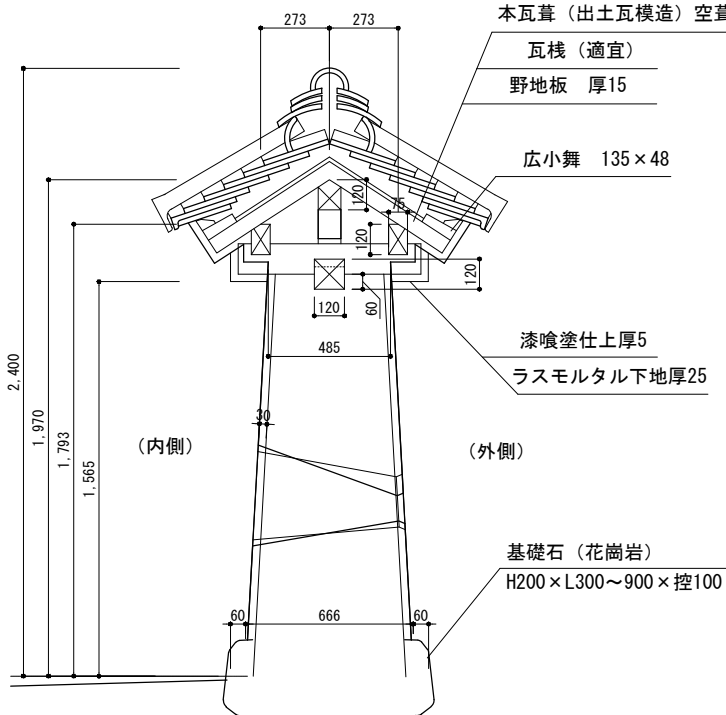 273
273
本瓦葺（出土瓦模造）空葺
瓦桟（適宜）
野地板　厚15
広小舞　135×48
120
75
120
120
120
60
485
漆喰塗仕上厚5
ラスモルタル下地厚25
2,400
1,970
1,793
1,565
30
（内側）
（外側）
基礎石（花崗岩）
H200×L300〜900×控100
60
666
60